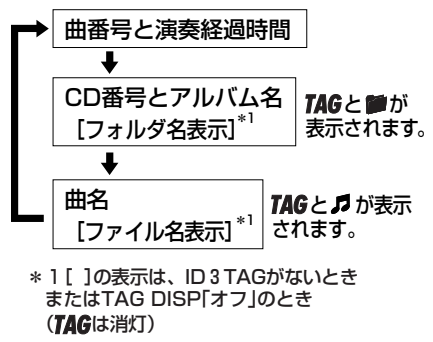 曲番号と演奏経過時間
CD番号とアルバム名
[フォルダ名表示]*1
TAGと が
表示されます。
曲名
[ファイル名表示]*1
TAGと が表示
されます。
＊1[ ]の表示は、ID3 TAGがないとき
またはTAG DISP｢オフ｣のとき
(TAGは消灯)